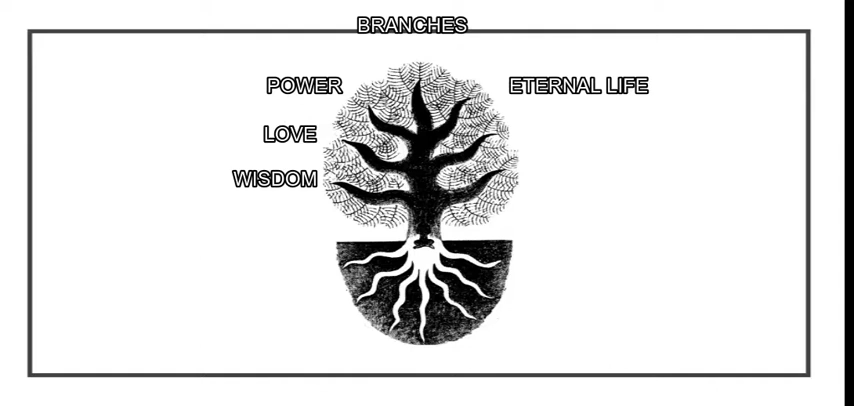 BRANCHES
POWER
ETERNAL LIFE
LOVE
WISDOM